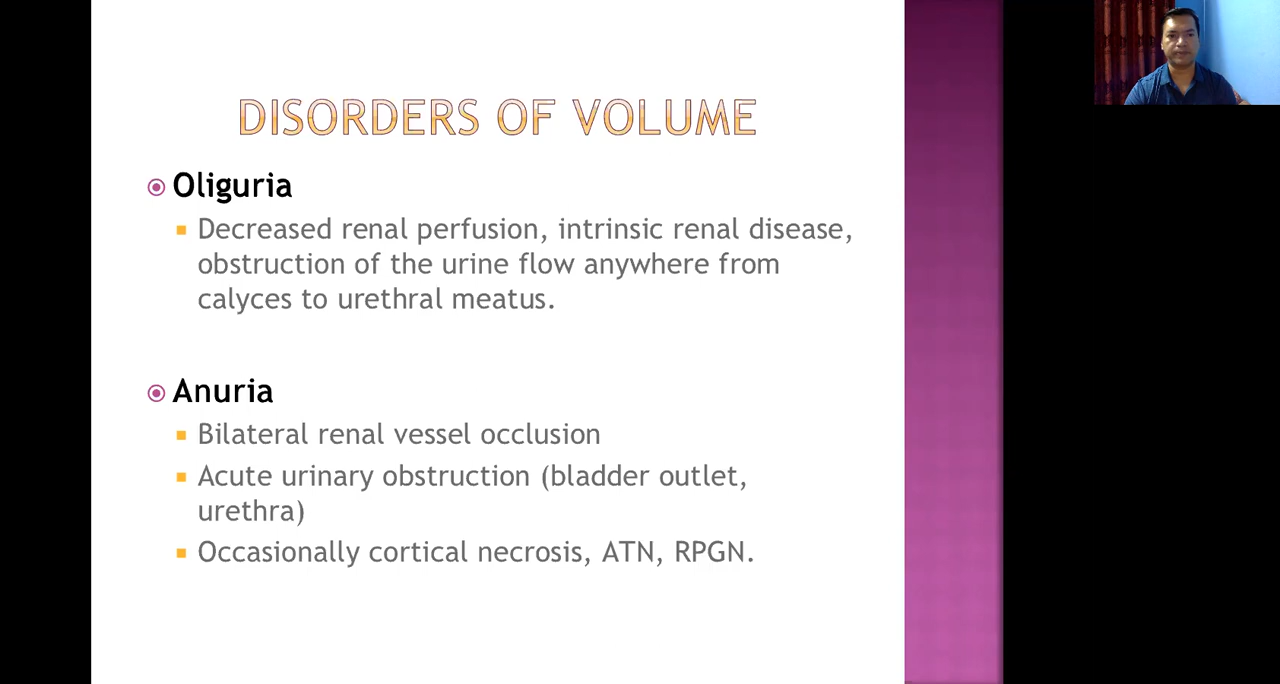 DISORDERS OF VOLUME
Oliguria
Decreased renal perfusion, intrinsic renal disease,
obstruction of the urine flow anywhere from
calyces to urethral meatus.
Anuria
Bilateral renal vessel occlusion
Acute urinary obstruction (bladder outlet,
urethra)
Occasionally cortical necrosis, ATN, RPGN.